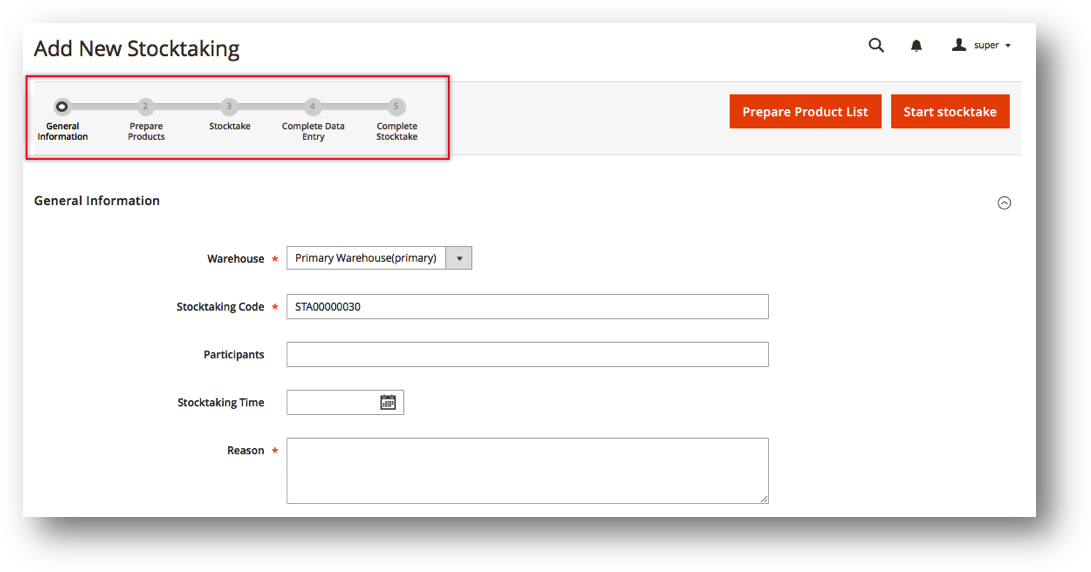 Add New Stocktaking
super
2 3 4 5
General Information
Prepare Products
Stocktake
Complete Data Entry
Complete Stocktake
Prepare Product List
Start stocktake
General Information
Warehouse *
Primary Warehouse(primary)
Stocktaking Code *
STA00000030
Participants
Stocktaking Time
Reason *